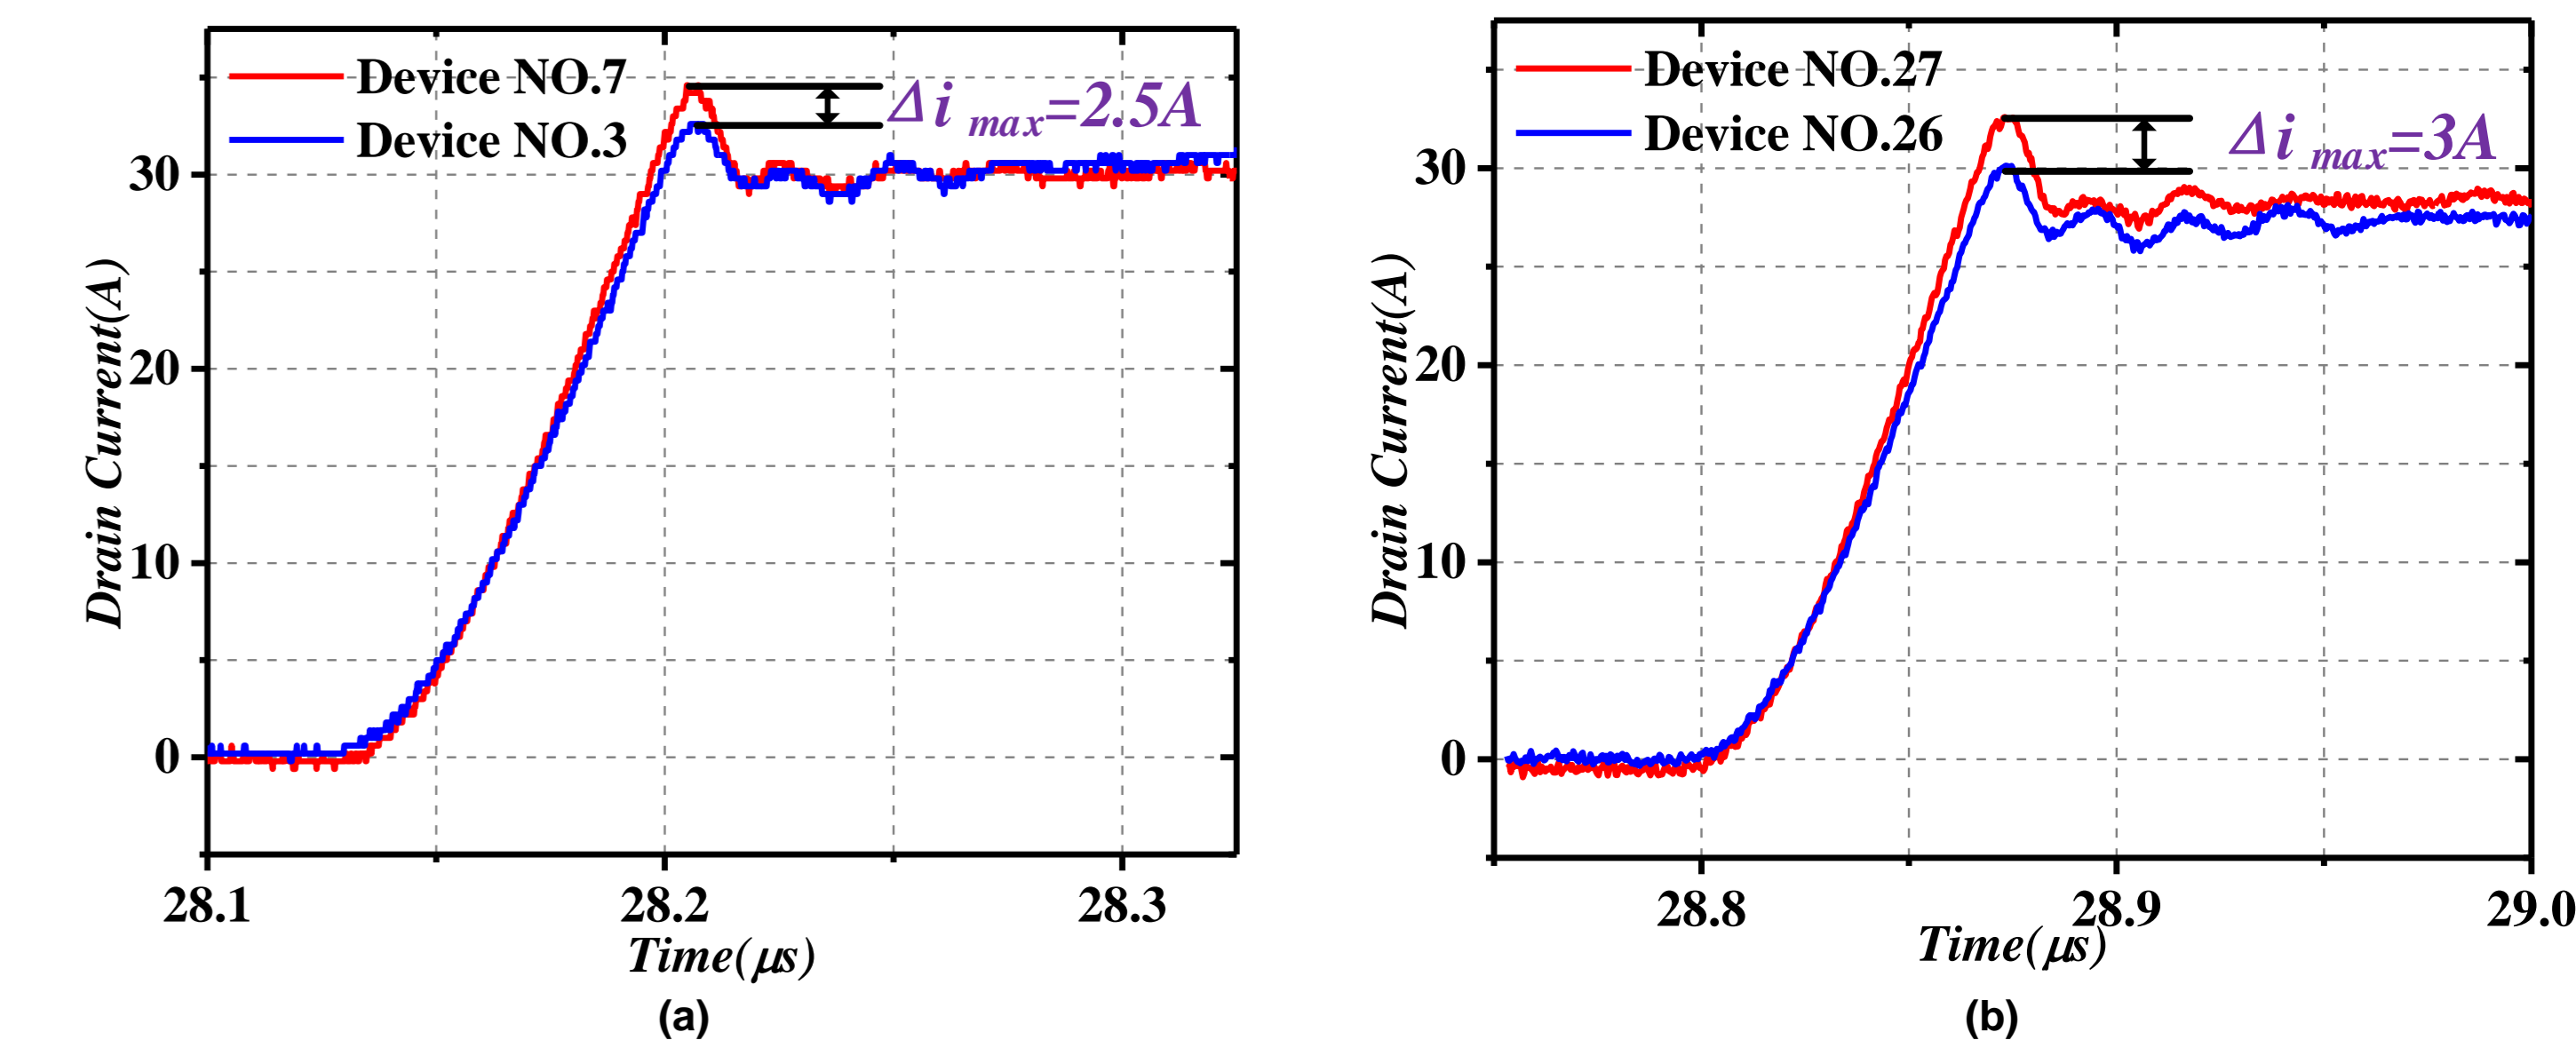 Device NO.7
Device NO.3
Δi max=2.5A
30
20
10
0
Drain Current(A)
28.1
28.2
28.3
Time(μs)
(a)
Device NO.27
Device NO.26
Δi max=3A
30
20
10
0
Drain Current(A)
28.8
28.9
29.0
Time(μs)
(b)